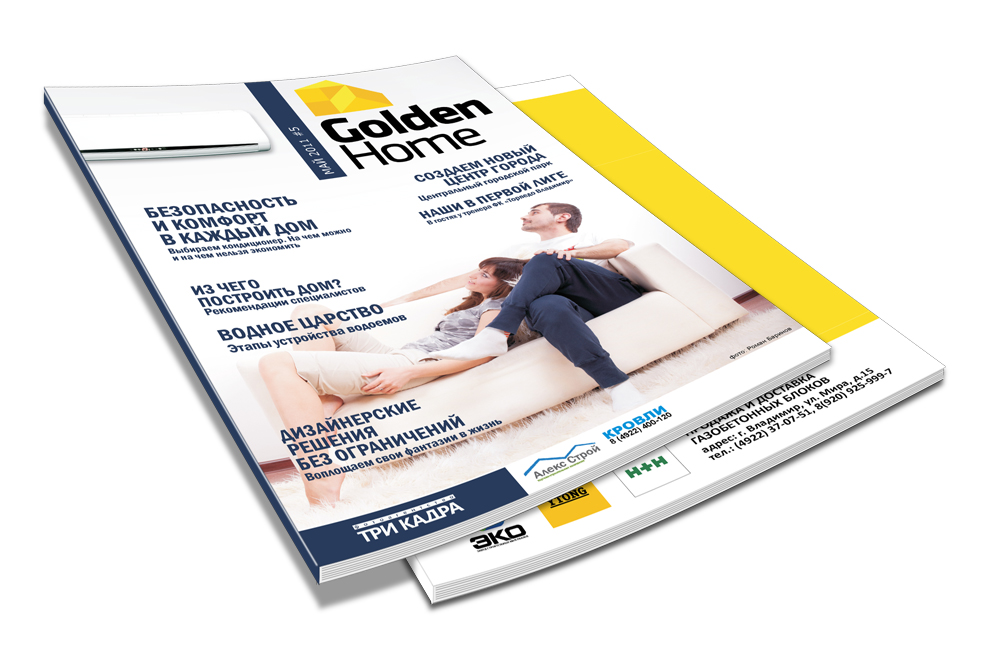 МАЙ 2011 #5
Golden
Home
СОЗДАЕМ НОВЫЙ
ЦЕНТР ГОРОДА
Центральный городской парк
НАШИ В ПЕРВОЙ ЛИГЕ
В гостях у тренера ФК «Торпедо Владимир»
БЕЗОПАСНОСТЬ
И КОМФОРТ
В КАЖДЫЙ ДОМ
Выбираем кондиционер. На чем можно
и на чем нельзя экономить
ИЗ ЧЕГО
ПОСТРОИТЬ ДОМ?
Рекомендации специалистов
ВОДНОЕ ЦАРСТВО
Этапы устройства водоемов
фото: Роман Баринов
ДИЗАЙНЕРСКИЕ
РЕШЕНИЯ
БЕЗ ОГРАНИЧЕНИЙ
Воплощаем свои фантазии в жизнь
фотоагентство
ТРИ КАДРА
Алекс Строй
КРОВЛИ
8 (4922) 400-120
ПРОДАЖА И ДОСТАВКА
ГАЗОБЕТОННЫХ БЛОКОВ
адрес: г. Владимир, ул. Мира, д.15
тел.: (4922) 37-07-51, 8(920) 925-999-7
H+H
ЭКО